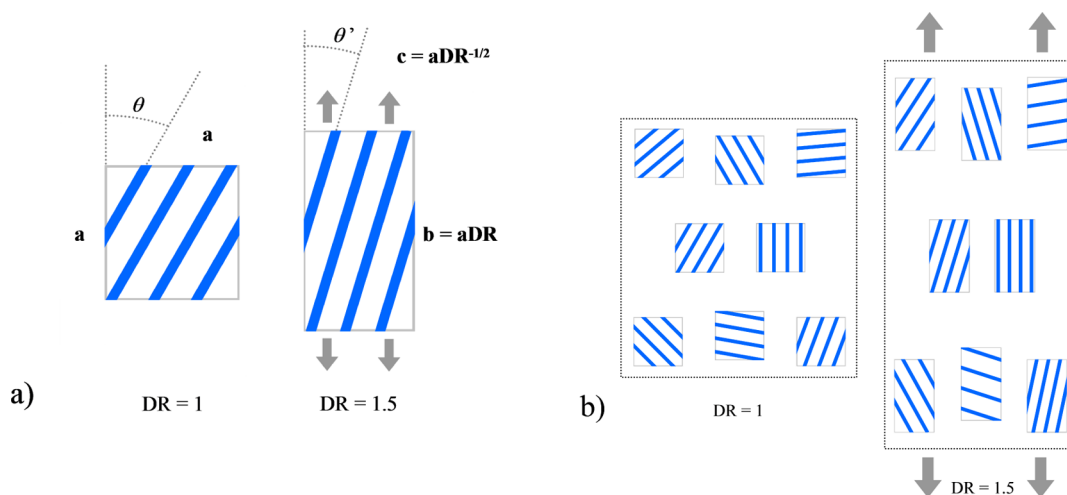 θ
a
a
a)
DR = 1
θ'
c = aDR-1/2
b = aDR
DR = 1.5
b)
DR = 1
DR = 1.5